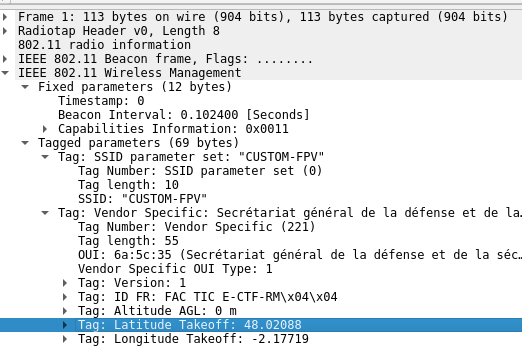 Frame 1: 113 bytes on wire (904 bits), 113 bytes captured (904 bits)
Radiotap Header v0, Length 8
802.11 radio information
IEEE 802.11 Beacon frame, Flags: ........
IEEE 802.11 Wireless Management
Fixed parameters (12 bytes)
Timestamp: 0
Beacon Interval: 0.102400 [Seconds]
Capabilities Information: 0x0011
Tagged parameters (69 bytes)
Tag: SSID parameter set: "CUSTOM-FPV"
Tag Number: SSID parameter set (0)
Tag length: 10
SSID: "CUSTOM-FPV"
Tag: Vendor Specific: Secrétariat général de la défense et de la…
Tag Number: Vendor Specific (221)
Tag length: 55
OUI: 6a:5c:35 (Secrétariat général de la défense et de la séc…
Vendor Specific OUI Type: 1
Tag: Version: 1
Tag: ID FR: FAC TIC E-CTF-RM\x04\x04
Tag: Altitude AGL: 0 m
Tag: Latitude Takeoff: 48.02088
Tag: Longitude Takeoff: -2.17719